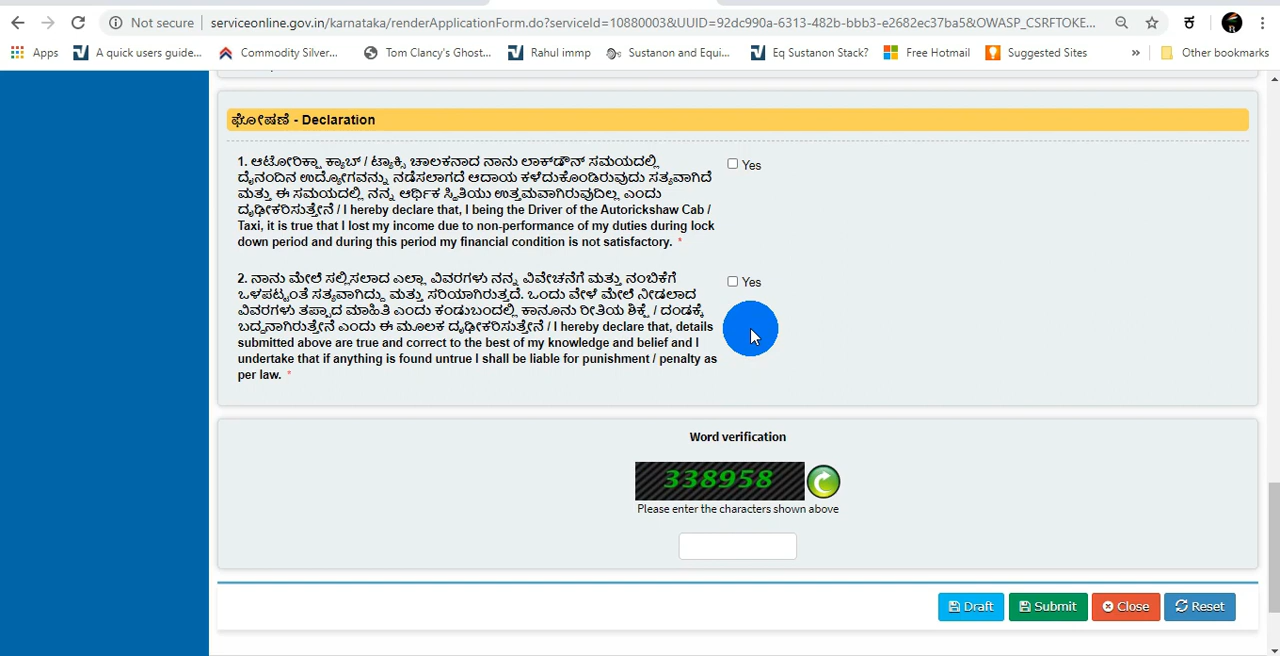 Not secure serviceonline.gov.in/karnataka/renderApplicationForm.do?serviceId=10880003&UUID=92dc990a-6313-482b-bbb3-e2682ec37ba5&OWASP_CSRFTOKE...
Apps A quick users guide... Commodity Silver... Tom Clancy's Ghost... Rahul immp Sustanon and Equi... Eq Sustanon Stack? Free Hotmail Suggested Sites » Other bookmarks
ಘೋಷಣೆ - Declaration
1. ಆಟೋರಿಕ್ಷಾ ಕ್ಯಾಬ್ / ಟ್ಯಾಕ್ಸಿ ಚಾಲಕನಾದ ನಾನು ಲಾಕ್‌ಡೌನ್ ಸಮಯದಲ್ಲಿ
Yes
ದೈನಂದಿನ ಉದ್ಯೋಗವನ್ನು ನಡೆಸಲಾಗದೆ ಆದಾಯ ಕಳೆದುಕೊಂಡಿರುವುದು ಸತ್ಯವಾಗಿದೆ
ಮತ್ತು ಈ ಸಮಯದಲ್ಲಿ ನನ್ನ ಆರ್ಥಿಕ ಸ್ಥಿತಿಯು ಉತ್ತಮವಾಗಿರುವುದಿಲ್ಲ ಎಂದು
ದೃಢೀಕರಿಸುತ್ತೇನೆ / I hereby declare that, I being the Driver of the Autorickshaw Cab /
Taxi, it is true that I lost my income due to non-performance of my duties during lock
down period and during this period my financial condition is not satisfactory. *
2. ನಾನು ಮೇಲೆ ಸಲ್ಲಿಸಲಾದ ಎಲ್ಲಾ ವಿವರಗಳು ನನ್ನ ವಿವೇಚನೆಗೆ ಮತ್ತು ನಂಬಿಕೆಗೆ
Yes
ಒಳಪಟ್ಟಂತೆ ಸತ್ಯವಾಗಿದ್ದು ಮತ್ತು ಸರಿಯಾಗಿರುತ್ತದೆ. ಒಂದು ವೇಳೆ ಮೇಲೆ ನೀಡಲಾದ
ವಿವರಗಳು ತಪ್ಪಾದ ಮಾಹಿತಿ ಎಂದು ಕಂಡುಬಂದಲ್ಲಿ ಕಾನೂನು ರೀತಿಯ ಶಿಕ್ಷೆ / ದಂಡಕ್ಕೆ
ಬದ್ಧನಾಗಿರುತ್ತೇನೆ ಎಂದು ಈ ಮೂಲಕ ದೃಢೀಕರಿಸುತ್ತೇನೆ / I hereby declare that, details
submitted above are true and correct to the best of my knowledge and belief and I
undertake that if anything is found untrue I shall be liable for punishment / penalty as
per law. *
Word verification
338958
Please enter the characters shown above
Draft Submit Close Reset